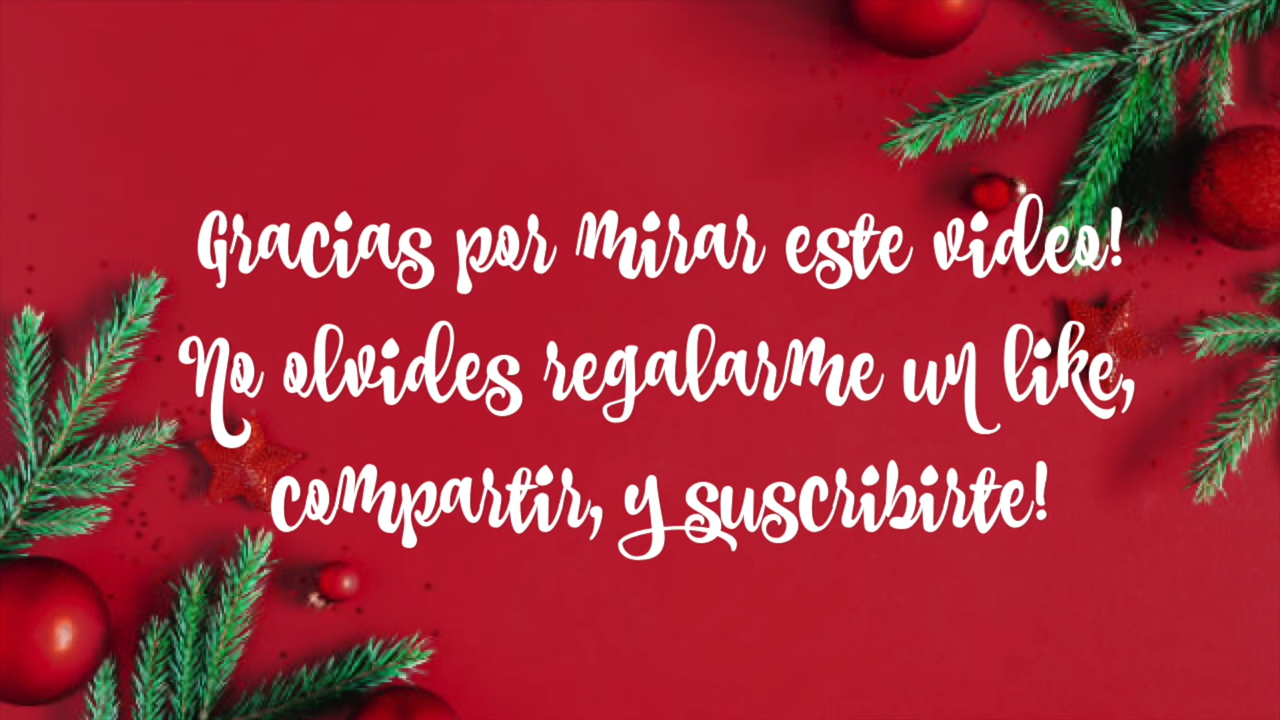 Gracias por mirar este video!
No olvides regalarme un like,
compartir, y suscribirte!